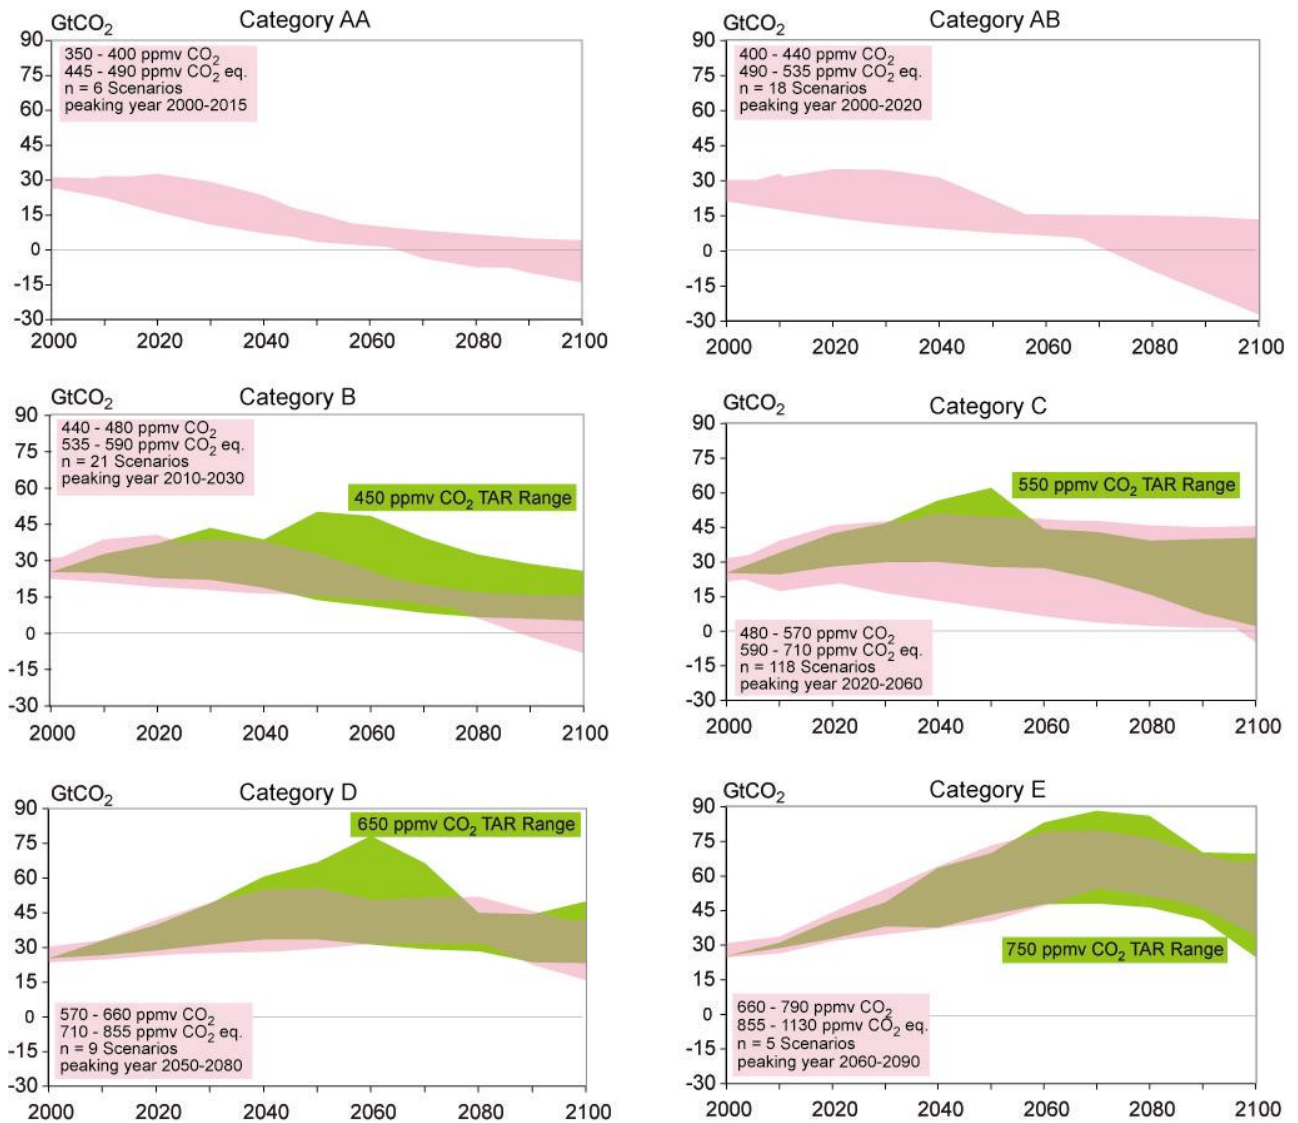 GtCO2 Category AA
90
75
60
45
30
15
0
-15
-30
350 - 400 ppmv CO2
445 - 490 ppmv CO2 eq.
n = 6 Scenarios
peaking year 2000-2015
2000 2020 2040 2060 2080 2100
GtCO2 Category AB
90
75
60
45
30
15
0
-15
-30
400 - 440 ppmv CO2
490 - 535 ppmv CO2 eq.
n = 18 Scenarios
peaking year 2000-2020
2000 2020 2040 2060 2080 2100
GtCO2 Category B
90
75
60
45
30
15
0
-15
-30
440 - 480 ppmv CO2
535 - 590 ppmv CO2 eq.
n = 21 Scenarios
peaking year 2010-2030
450 ppmv CO2 TAR Range
2000 2020 2040 2060 2080 2100
GtCO2 Category C
90
75
60
45
30
15
0
-15
-30
550 ppmv CO2 TAR Range
480 - 570 ppmv CO2
590 - 710 ppmv CO2 eq.
n = 118 Scenarios
peaking year 2020-2060
2000 2020 2040 2060 2080 2100
GtCO2 Category D
90
75
60
45
30
15
0
-15
-30
650 ppmv CO2 TAR Range
570 - 660 ppmv CO2
710 - 855 ppmv CO2 eq.
n = 9 Scenarios
peaking year 2050-2080
2000 2020 2040 2060 2080 2100
GtCO2 Category E
90
75
60
45
30
15
0
-15
-30
750 ppmv CO2 TAR Range
660 - 790 ppmv CO2
855 - 1130 ppmv CO2 eq.
n = 5 Scenarios
peaking year 2060-2090
2000 2020 2040 2060 2080 2100